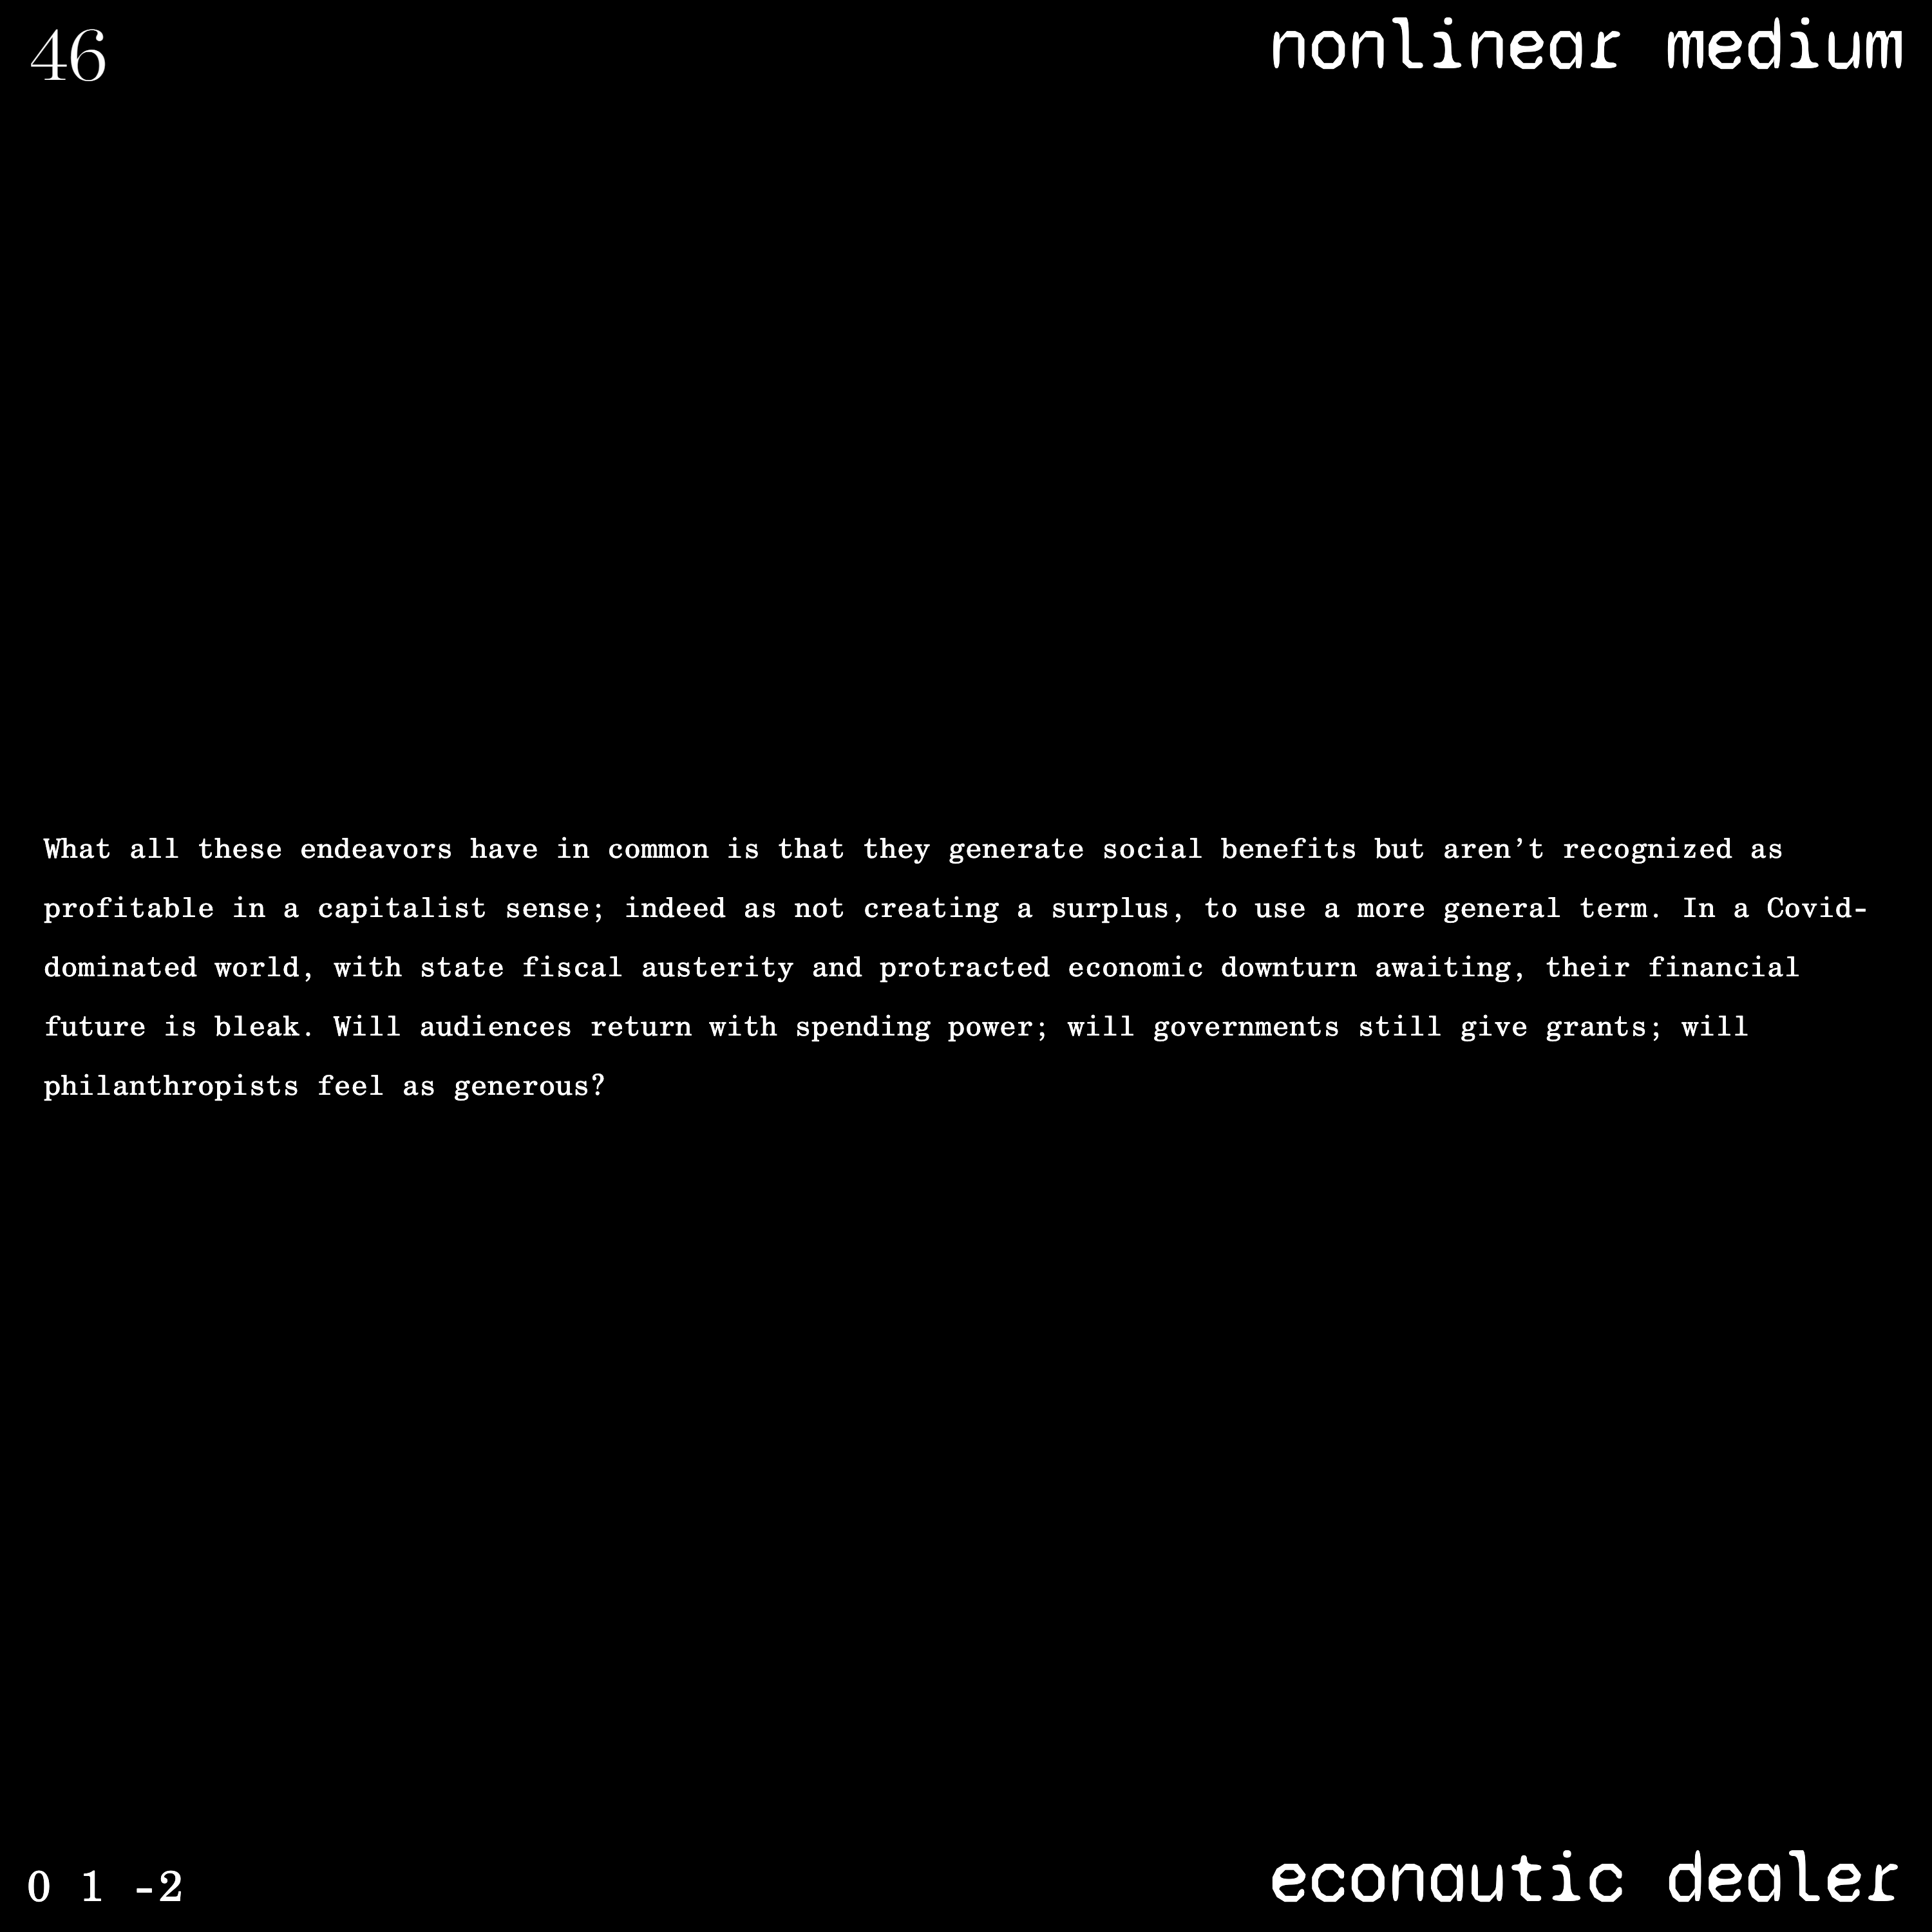 46
nonlinear medium
What all these endeavors have in common is that they generate social benefits but aren’t recognized as
profitable in a capitalist sense; indeed as not creating a surplus, to use a more general term. In a Covid-
dominated world, with state fiscal austerity and protracted economic downturn awaiting, their financial
future is bleak. Will audiences return with spending power; will governments still give grants; will
philanthropists feel as generous?
0 1 -2
econautic dealer